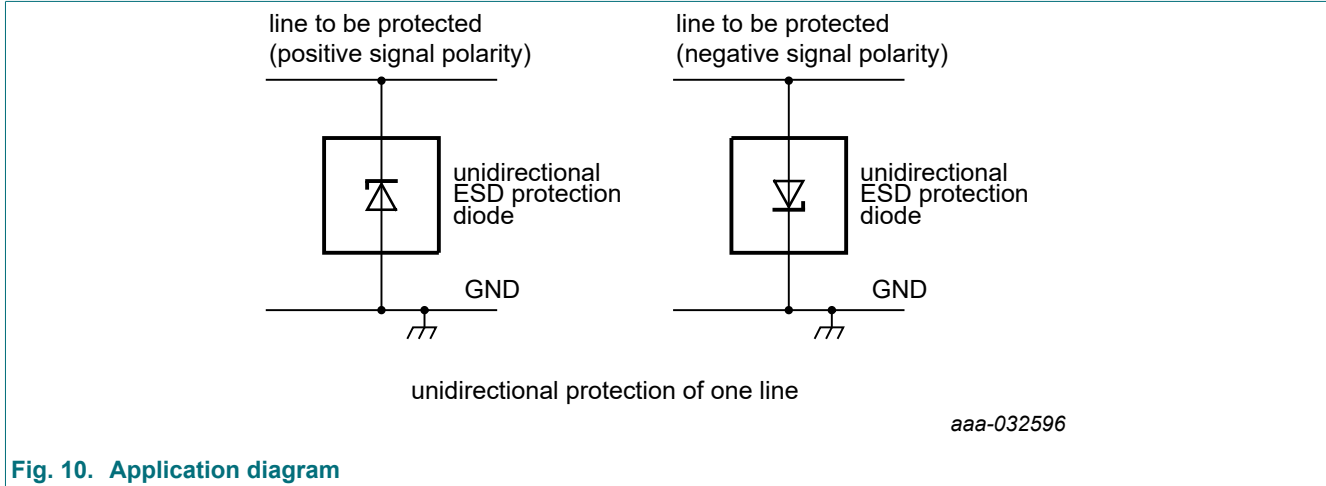 line to be protected
(positive signal polarity)
line to be protected
(negative signal polarity)
unidirectional
ESD protection
diode
unidirectional
ESD protection
diode
GND
GND
unidirectional protection of one line
aaa-032596
Fig. 10. Application diagram